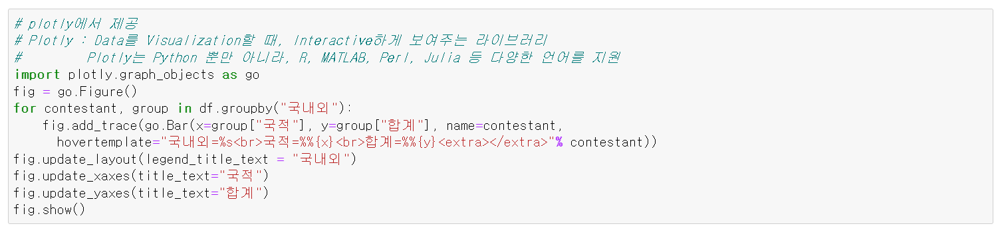 # plotly에서 제공
# Plotly : Data를 Visualization할 때, Interactive하게 보여주는 라이브러리
#         Plotly는 Python 뿐만 아니라, R, MATLAB, Perl, Julia 등 다양한 언어를 지원
import plotly.graph_objects as go
fig = go.Figure()
for contestant, group in df.groupby("국내외"):
    fig.add_trace(go.Bar(x=group["국적"], y=group["합계"], name=contestant,
      hovertemplate="국내외=%s<br>국적=%%{x}<br>합계=%%{y}<extra></extra>"% contestant))
fig.update_layout(legend_title_text = "국내외")
fig.update_xaxes(title_text="국적")
fig.update_yaxes(title_text="합계")
fig.show()